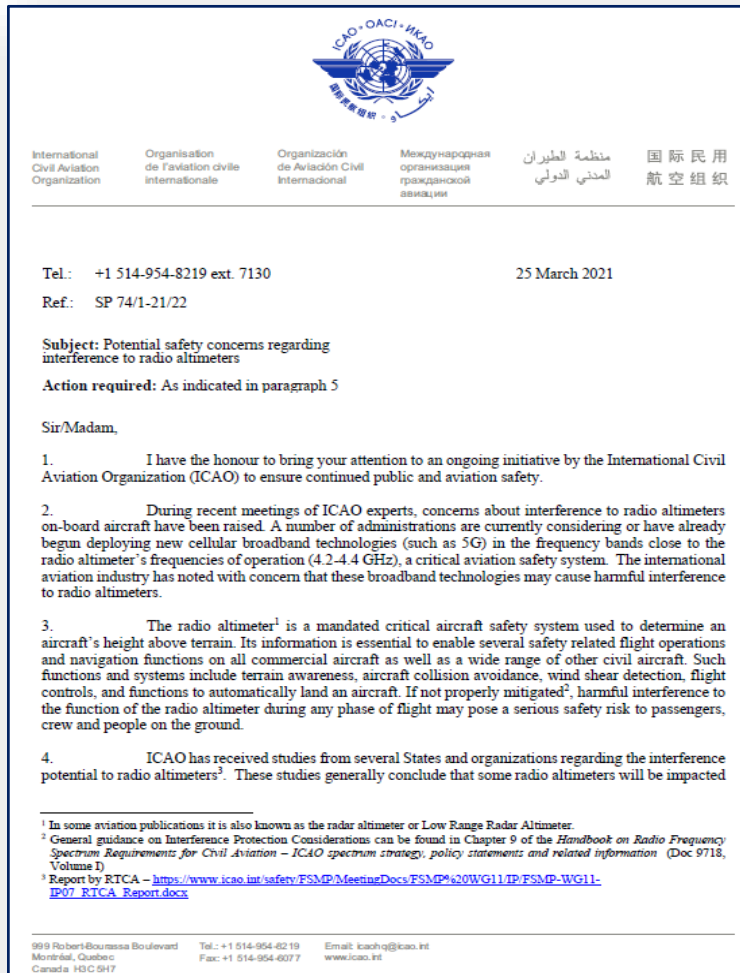 ICAO · OACI · ИКАО
国际民航组织 · ايكاو
International
Civil Aviation
Organization
Organisation
de l'aviation civile
internationale
Organización
de Aviación Civil
Internacional
Международная
организация
гражданской
авиации
منظمة الطيران
المدني الدولي
国际民用
航空组织
Tel.: +1 514-954-8219 ext. 7130
25 March 2021
Ref.: SP 74/1-21/22
Subject: Potential safety concerns regarding
interference to radio altimeters
Action required: As indicated in paragraph 5
Sir/Madam,
1. I have the honour to bring your attention to an ongoing initiative by the International Civil
Aviation Organization (ICAO) to ensure continued public and aviation safety.
2. During recent meetings of ICAO experts, concerns about interference to radio altimeters
on-board aircraft have been raised. A number of administrations are currently considering or have already
begun deploying new cellular broadband technologies (such as 5G) in the frequency bands close to the
radio altimeter's frequencies of operation (4.2-4.4 GHz), a critical aviation safety system. The international
aviation industry has noted with concern that these broadband technologies may cause harmful interference
to radio altimeters.
3. The radio altimeter¹ is a mandated critical aircraft safety system used to determine an
aircraft's height above terrain. Its information is essential to enable several safety related flight operations
and navigation functions on all commercial aircraft as well as a wide range of other civil aircraft. Such
functions and systems include terrain awareness, aircraft collision avoidance, wind shear detection, flight
controls, and functions to automatically land an aircraft. If not properly mitigated², harmful interference to
the function of the radio altimeter during any phase of flight may pose a serious safety risk to passengers,
crew and people on the ground.
4. ICAO has received studies from several States and organizations regarding the interference
potential to radio altimeters³. These studies generally conclude that some radio altimeters will be impacted
¹ In some aviation publications it is also known as the radar altimeter or Low Range Radar Altimeter.
² General guidance on Interference Protection Considerations can be found in Chapter 9 of the Handbook on Radio Frequency
Spectrum Requirements for Civil Aviation – ICAO spectrum strategy, policy statements and related information (Doc 9718,
Volume I)
³ Report by RTCA – https://www.icao.int/safety/FSMP/MeetingDocs/FSMP%20WG11/IP/FSMP-WG11-
IP07_RTCA_Report.docx
999 Robert-Bourassa Boulevard
Montréal, Quebec
Canada H3C 5H7
Tel.: +1 514-954-8219
Fax: +1 514-954-6077
Email: icaohq@icao.int
www.icao.int